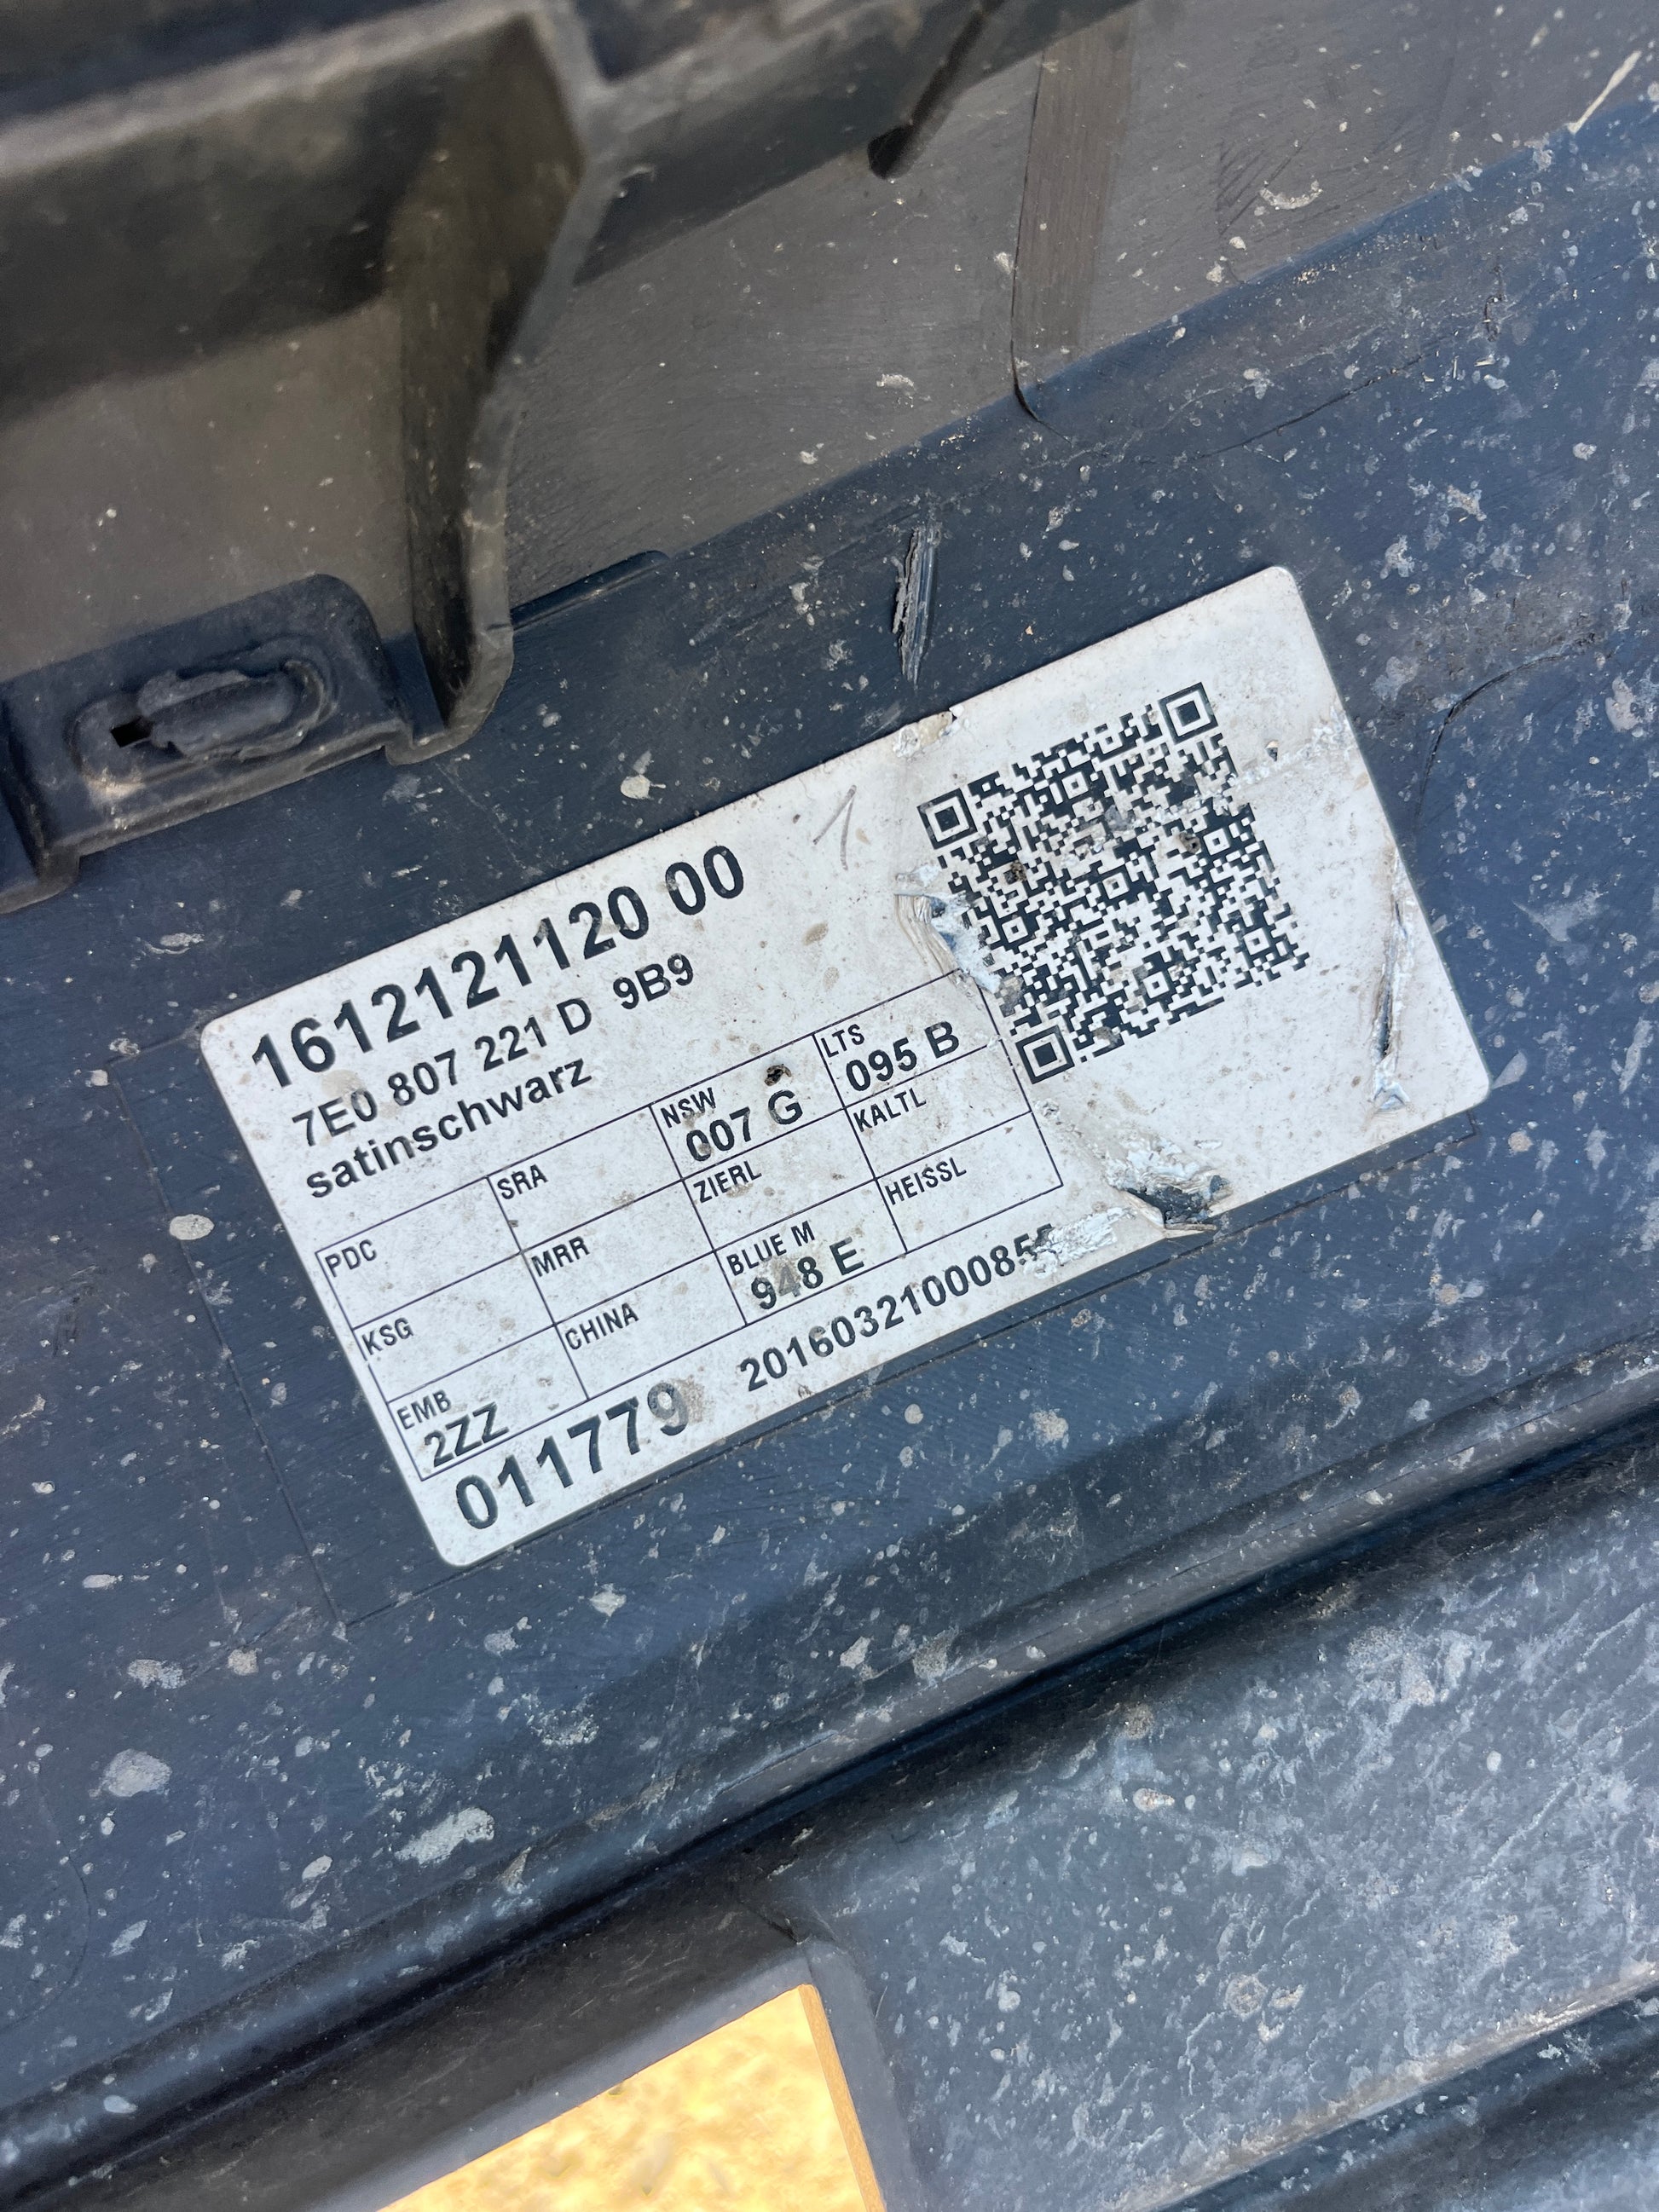 1612121120 00
7E0 807 221 D 9B9
satinschwarz
PDC
SRA
NSW
007 G
LTS
095 B
KSG
MRR
ZIERL
KALTL
EMB
2ZZ
CHINA
BLUE M
948 E
HEISSL
011779